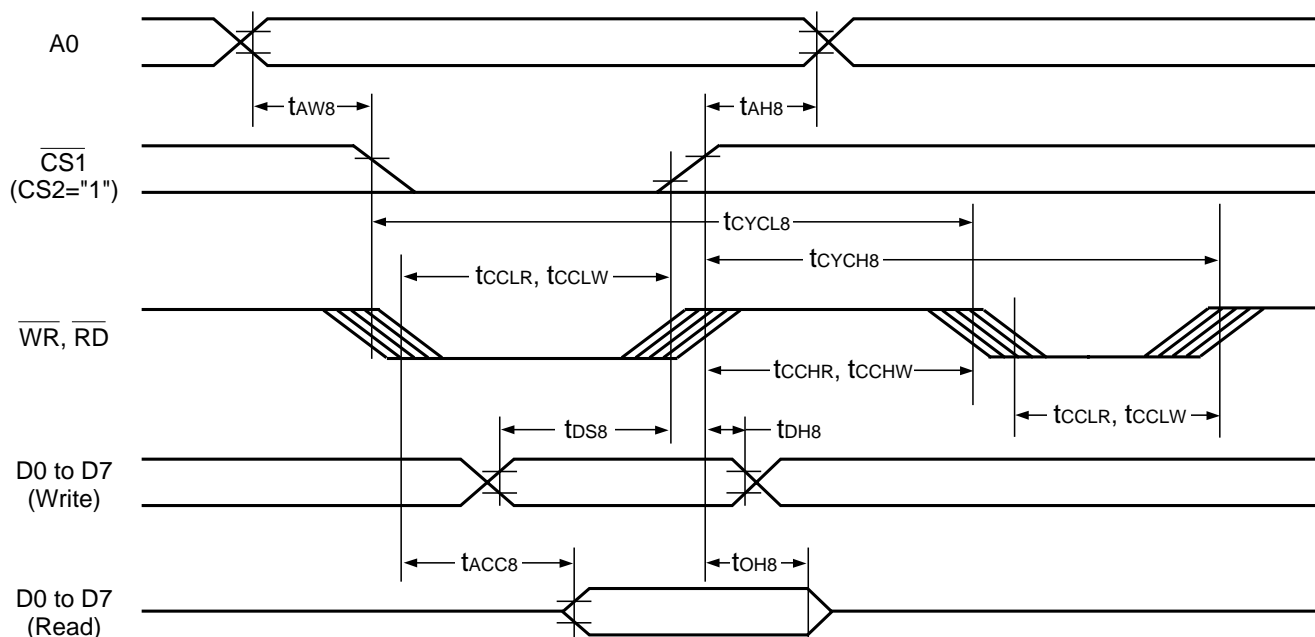 A0
tAW8
tAH8
CS1
(CS2="1")
tCYCL8
tCYCH8
tCCLR, tCCLW
WR, RD
tCCHR, tCCHW
tCCLR, tCCLW
tDS8
tDH8
D0 to D7
(Write)
tACC8
tOH8
D0 to D7
(Read)